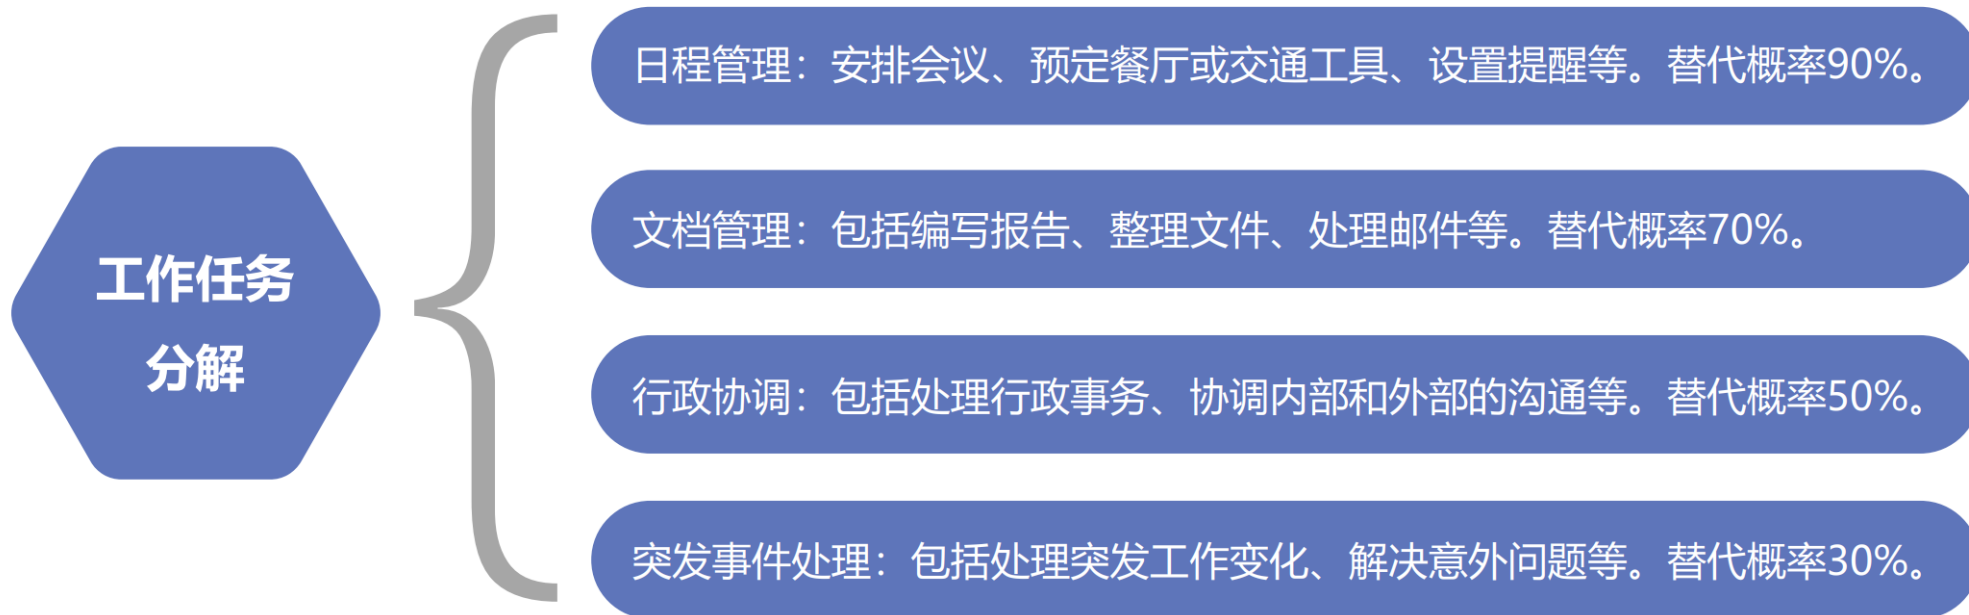 工作任务
分解
日程管理：安排会议、预定餐厅或交通工具、设置提醒等。替代概率90%。
文档管理：包括编写报告、整理文件、处理邮件等。替代概率70%。
行政协调：包括处理行政事务、协调内部和外部的沟通等。替代概率50%。
突发事件处理：包括处理突发工作变化、解决意外问题等。替代概率30%。